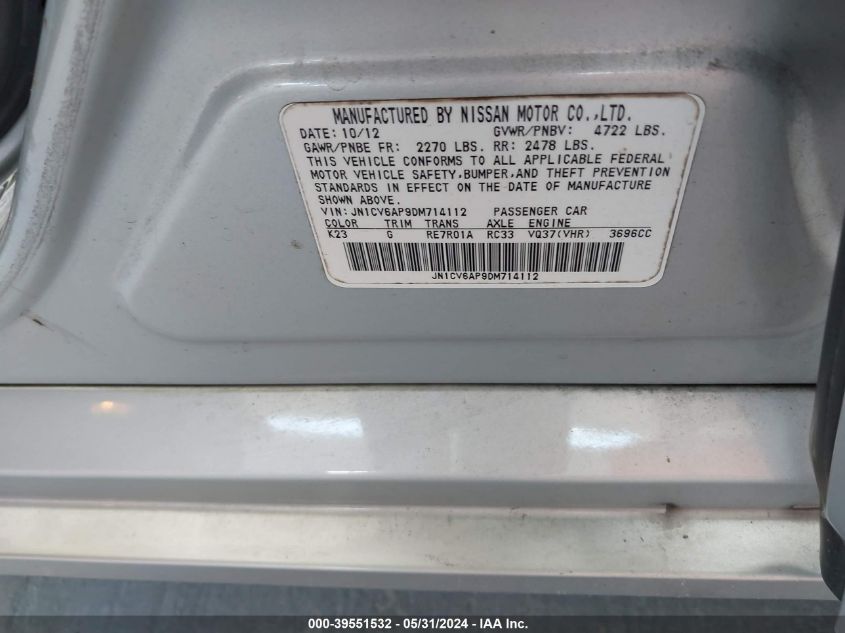 MANUFACTURED BY NISSAN MOTOR CO.,LTD.
DATE: 10/12 GVWR/PNBV: 4722 LBS.
GAWR/PNBE FR: 2270 LBS. RR: 2478 LBS.
THIS VEHICLE CONFORMS TO ALL APPLICABLE FEDERAL
MOTOR VEHICLE SAFETY,BUMPER,AND THEFT PREVENTION
STANDARDS IN EFFECT ON THE DATE OF MANUFACTURE
SHOWN ABOVE.
VIN: JN1CV6AP9DM714112 PASSENGER CAR
COLOR TRIM TRANS AXLE ENGINE
K23 G RE7R01A RC33 VQ37(VHR) 3696CC
JN1CV6AP9DM714112
000-39551532 - 05/31/2024 - IAA Inc.